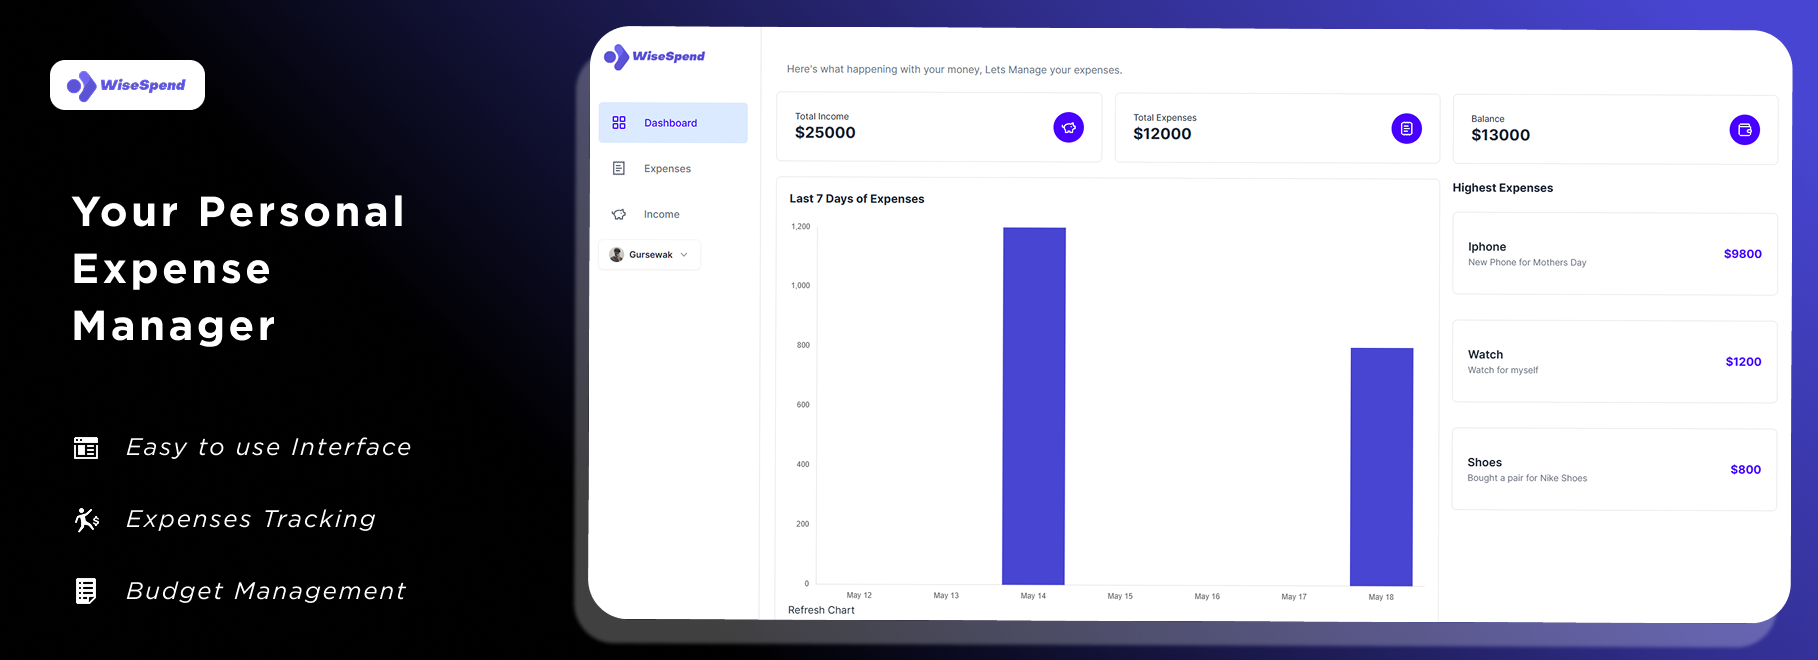 WiseSpend
Your Personal
Expense
Manager
Easy to use Interface
Expenses Tracking
Budget Management
WiseSpend
Dashboard
Expenses
Income
Gursewak
Here's what happening with your money, Lets Manage your expenses.
Total Income
$25000
Total Expenses
$12000
Balance
$13000
Last 7 Days of Expenses
1,200
1,000
800
600
400
200
0
May 12
May 13
May 14
May 15
May 16
May 17
May 18
Refresh Chart
Highest Expenses
Iphone
New Phone for Mothers Day
$9800
Watch
Watch for myself
$1200
Shoes
Bought a pair for Nike Shoes
$800